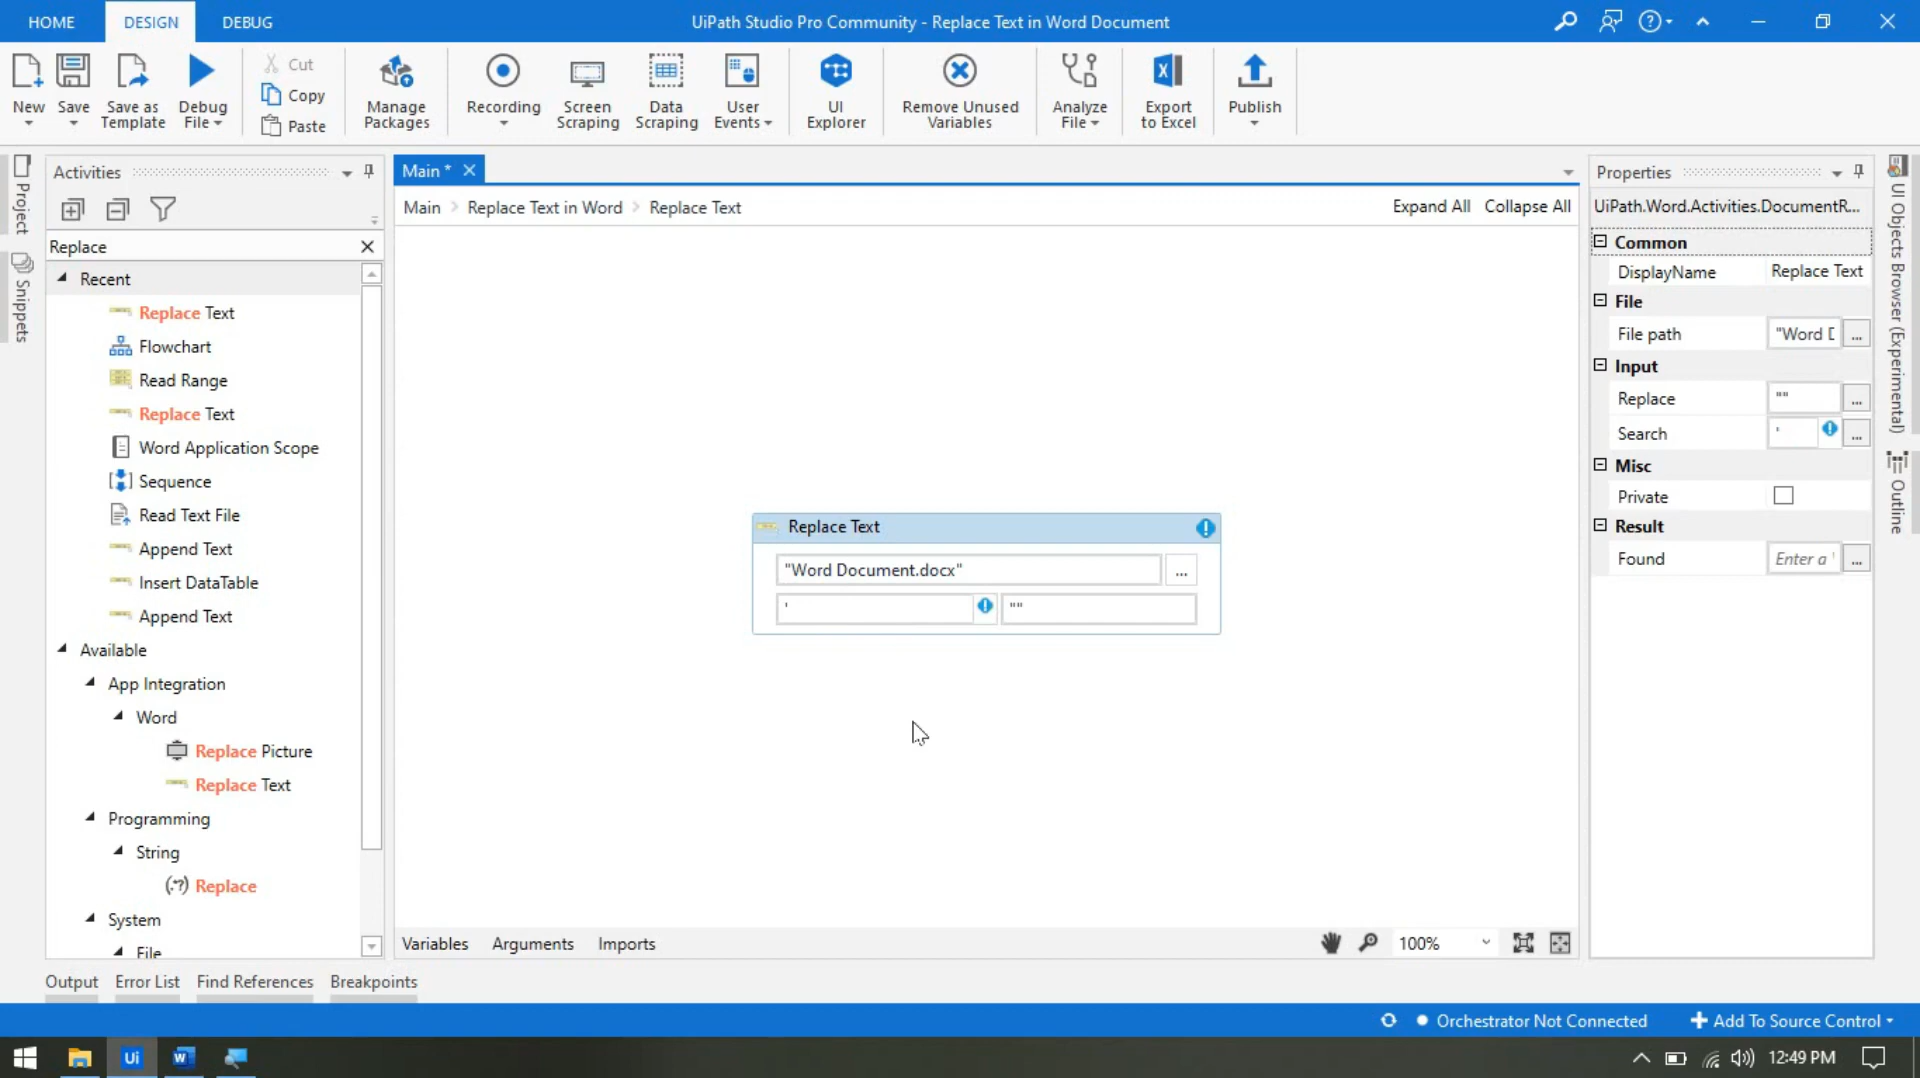 HOME DESIGN DEBUG UiPath Studio Pro Community - Replace Text in Word Document
New
Save
Save as
Template
Debug
File
Cut
Copy
Paste
Manage
Packages
Recording
Screen
Scraping
Data
Scraping
User
Events
UI
Explorer
Remove Unused
Variables
Analyze
File
Export
to Excel
Publish
Project
Snippets
Activities
Replace
Recent
Replace Text
Flowchart
Read Range
Replace Text
Word Application Scope
Sequence
Read Text File
Append Text
Insert DataTable
Append Text
Available
App Integration
Word
Replace Picture
Replace Text
Programming
String
Replace
System
File
Main *
Main > Replace Text in Word > Replace Text
Expand All Collapse All
Replace Text
"Word Document.docx" ...
' ""
Variables Arguments Imports
100%
Properties
UiPath.Word.Activities.DocumentR...
Common
DisplayName Replace Text
File
File path "Word D ...
Input
Replace "" ...
Search ' ...
Misc
Private
Result
Found Enter a ...
UI Objects Browser (Experimental)
Outline
Output Error List Find References Breakpoints
Orchestrator Not Connected Add To Source Control
Ui
12:49 PM